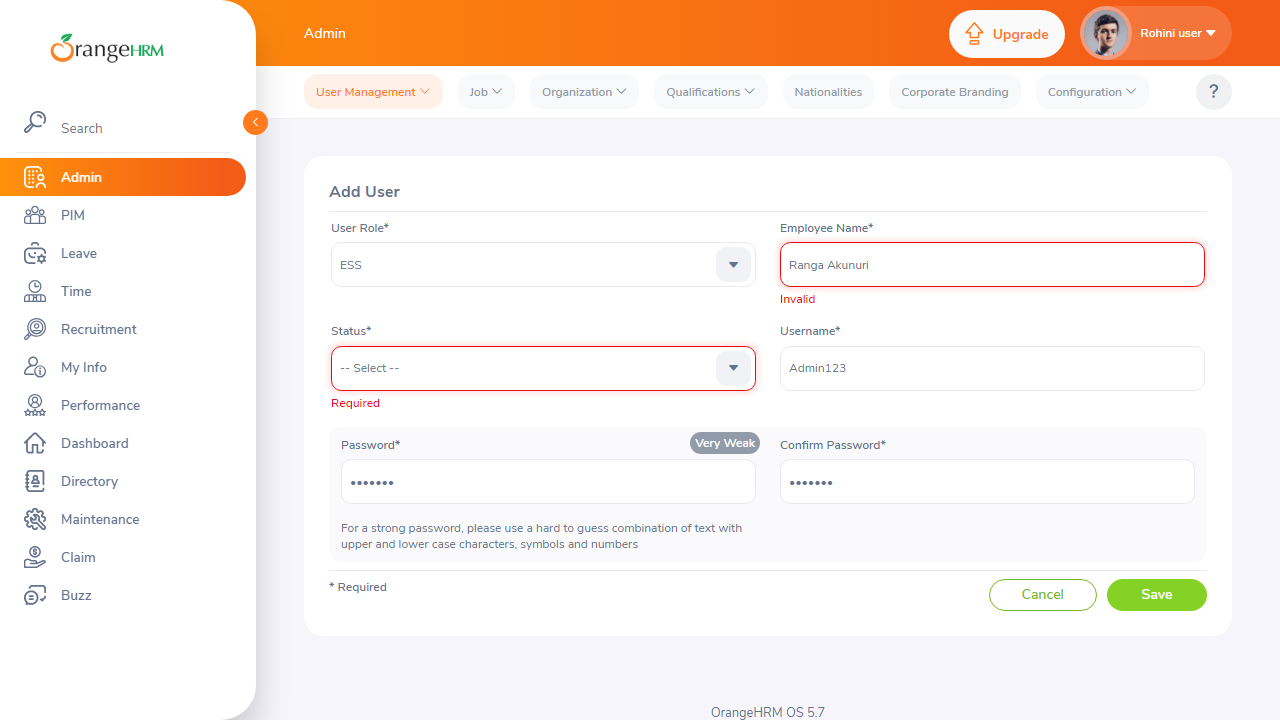 OrangeHRM
Admin
Upgrade
Rohini user
User Management
Job
Organization
Qualifications
Nationalities
Corporate Branding
Configuration
?
Search
Admin
PIM
Leave
Time
Recruitment
My Info
Performance
Dashboard
Directory
Maintenance
Claim
Buzz
Add User
User Role*
Employee Name*
ESS
Ranga Akunuri
Invalid
Status*
Username*
-- Select --
Admin123
Required
Password*
Very Weak
Confirm Password*
•••••••
•••••••
For a strong password, please use a hard to guess combination of text with
upper and lower case characters, symbols and numbers
* Required
Cancel
Save
OrangeHRM OS 5.7